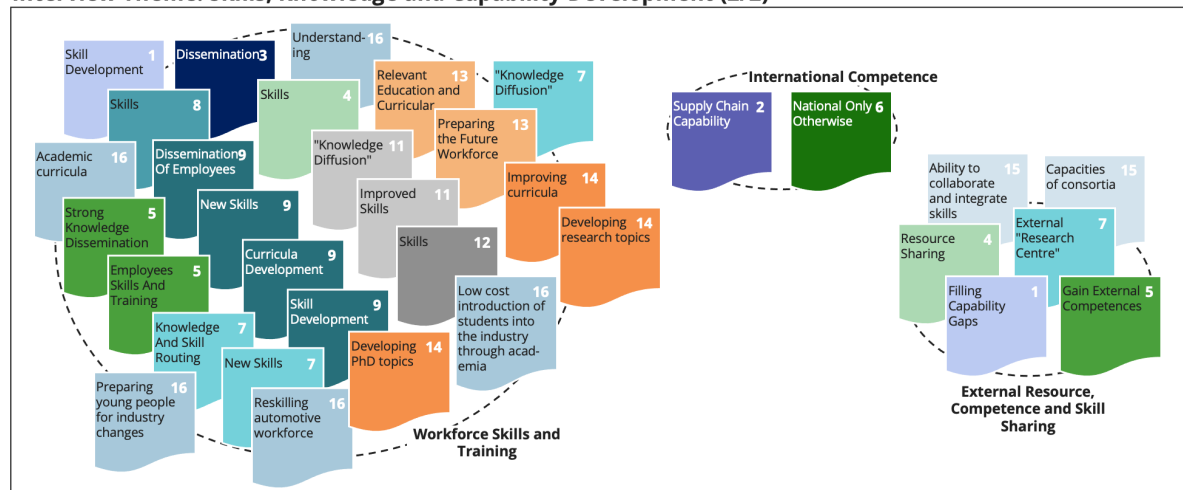 Skill 1
Development
Dissemination3
Understand- 16
ing
Relevant 13
Education and
Curricular
"Knowledge 7
Diffusion"
Skills 8
Skills 4
Preparing 13
the Future
Workforce
Academic 16
curricula
Dissemination9
Of Employees
"Knowledge 11
Diffusion"
Improving 14
curricula
Strong 5
Knowledge
Dissemination
New Skills 9
Improved 11
Skills
Developing 14
research topics
Skills 12
Employees 5
Skills And
Training
Curricula 9
Development
Skill 9
Development
Low cost 16
introduction of
students into
the industry
through acad-
emia
Knowledge 7
And Skill
Routing
New Skills 7
Developing 14
PhD topics
Preparing 16
young people
for industry
changes
Reskilling 16
automotive
workforce
Workforce Skills and
Training
International Competence
Supply Chain 2
Capability
National Only 6
Otherwise
Ability to 15
collaborate
and integrate
skills
Capacities 15
of consortia
Resource 4
Sharing
External 7
"Research
Centre"
Filling 1
Capability
Gaps
Gain External 5
Competences
External Resource,
Competence and Skill
Sharing